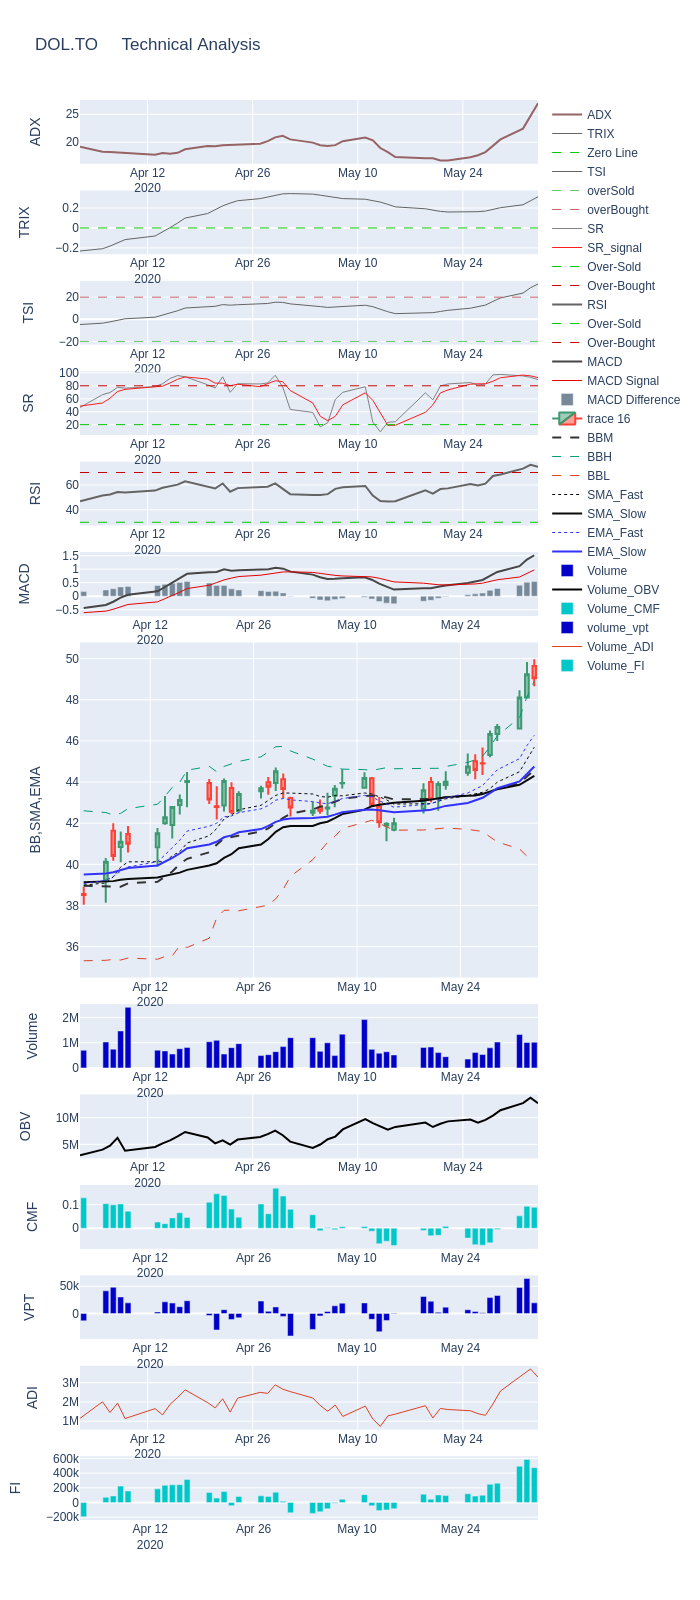 DOL.TO Technical Analysis
ADX
25
20
Apr 12
2020
Apr 26
May 10
May 24
TRIX
0.2
0
−0.2
Apr 12
2020
Apr 26
May 10
May 24
TSI
20
0
−20
Apr 12
2020
Apr 26
May 10
May 24
SR
100
80
60
40
20
Apr 12
2020
Apr 26
May 10
May 24
RSI
60
40
Apr 12
2020
Apr 26
May 10
May 24
MACD
1.5
1
0.5
0
−0.5
Apr 12
2020
Apr 26
May 10
May 24
BB,SMA,EMA
50
48
46
44
42
40
38
36
Apr 12
2020
Apr 26
May 10
May 24
Volume
2M
1M
0
Apr 12
2020
Apr 26
May 10
May 24
OBV
10M
5M
Apr 12
2020
Apr 26
May 10
May 24
CMF
0.1
0
Apr 12
2020
Apr 26
May 10
May 24
VPT
50k
0
Apr 12
2020
Apr 26
May 10
May 24
ADI
3M
2M
1M
Apr 12
2020
Apr 26
May 10
May 24
FI
600k
400k
200k
0
−200k
Apr 12
2020
Apr 26
May 10
May 24
ADX
TRIX
Zero Line
TSI
overSold
overBought
SR
SR_signal
Over-Sold
Over-Bought
RSI
Over-Sold
Over-Bought
MACD
MACD Signal
MACD Difference
trace 16
BBM
BBH
BBL
SMA_Fast
SMA_Slow
EMA_Fast
EMA_Slow
Volume
Volume_OBV
Volume_CMF
volume_vpt
Volume_ADI
Volume_FI